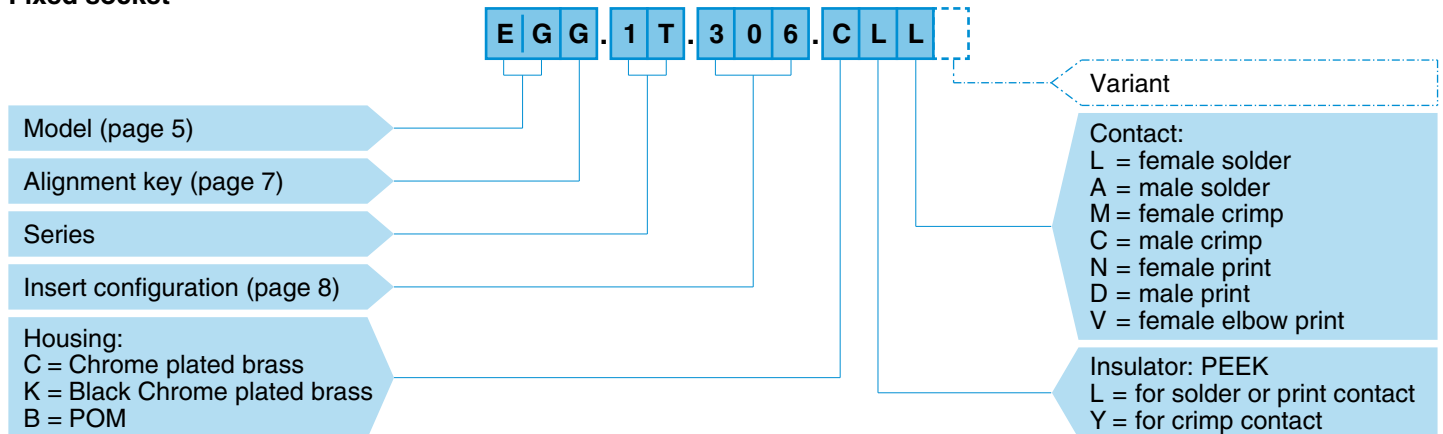 Fixed socket
EGG.1T.306.CLL
Variant
Model (page 5)
Alignment key (page 7)
Series
Insert configuration (page 8)
Housing:
C = Chrome plated brass
K = Black Chrome plated brass
B = POM
Contact:
L = female solder
A = male solder
M = female crimp
C = male crimp
N = female print
D = male print
V = female elbow print
Insulator: PEEK
L = for solder or print contact
Y = for crimp contact